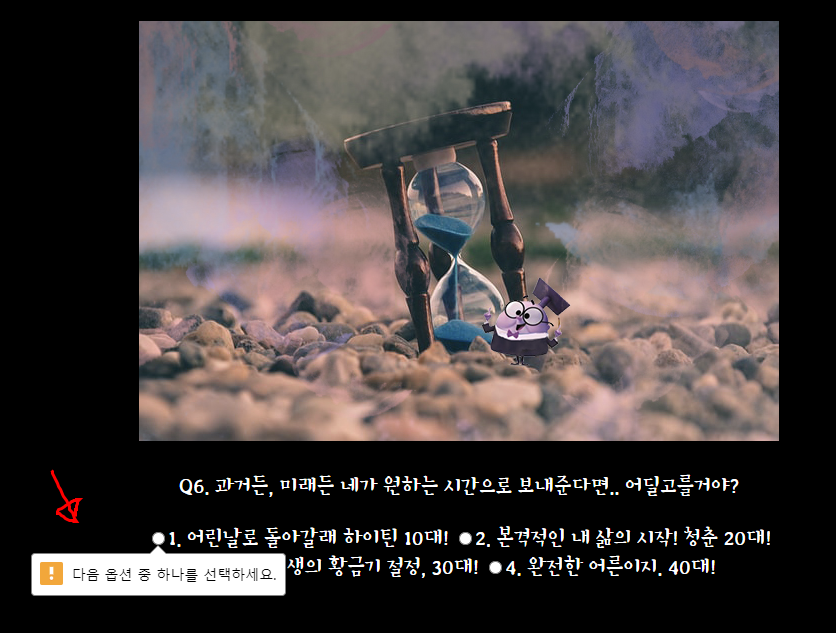 Q6. 과거든, 미래든 네가 원하는 시간으로 보내준다면.. 어딜고를거야?
1. 어린날로 돌아갈래 하이틴 10대! 2. 본격적인 내 삶의 시작! 청춘 20대!
생의 황금기 절정, 30대! 4. 완전한 어른이지. 40대!
다음 옵션 중 하나를 선택하세요.